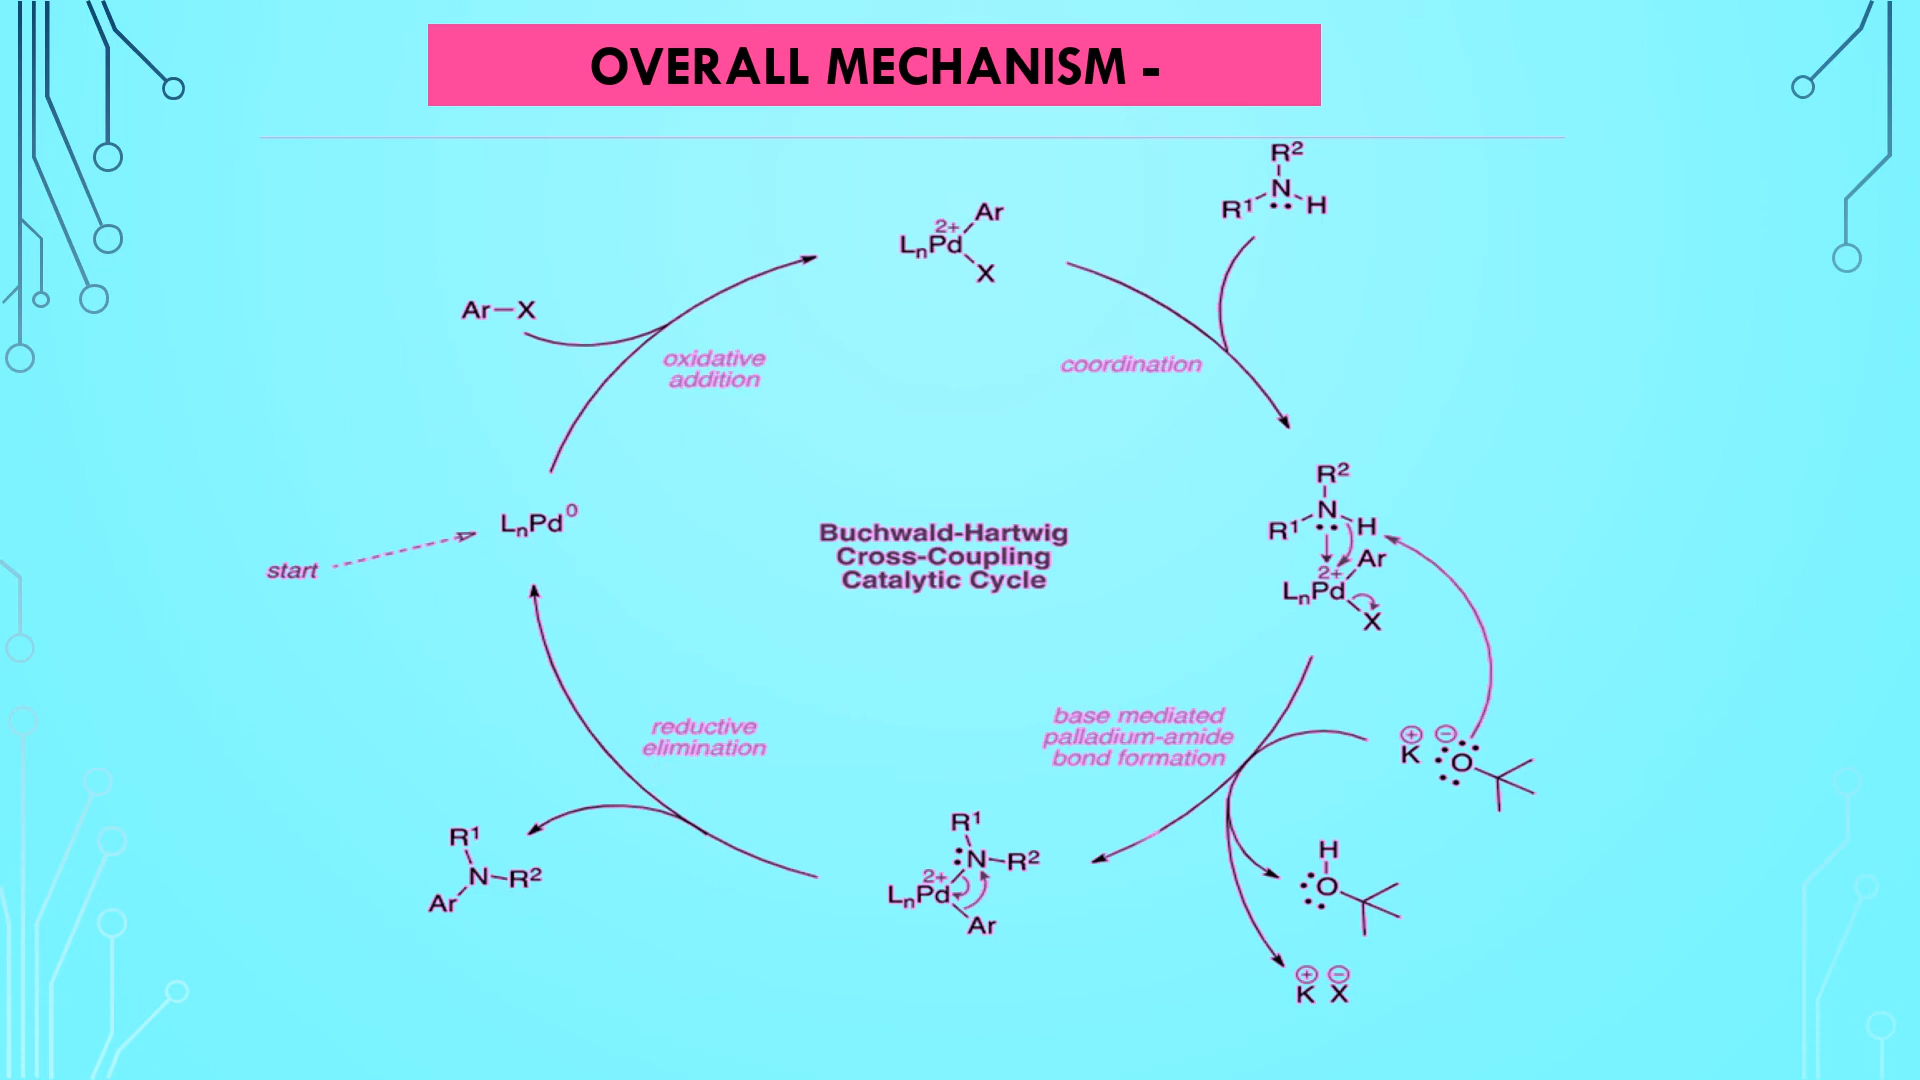 OVERALL MECHANISM -
R²
N
R¹ : H
Ar
2+
LₙPd
X
Ar—X
oxidative
addition
coordination
R²
N
R¹ H
Ar
2+
LₙPd
X
LₙPd⁰
start
Buchwald-Hartwig
Cross-Coupling
Catalytic Cycle
base mediated
palladium-amide
bond formation
⊕ ⊖
K O
reductive
elimination
R¹
N—R²
Ar
R¹
:N—R²
2+
LₙPd
Ar
H
O
⊕ ⊖
K X